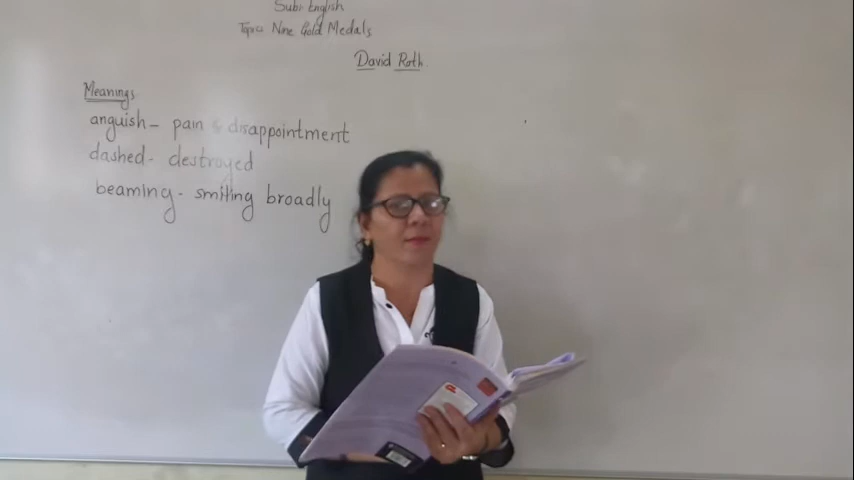 Sub: English
Topic: Nine Gold Medals
David Roth
Meanings
anguish - pain & disappointment
dashed - destroyed
beaming - smiling broadly